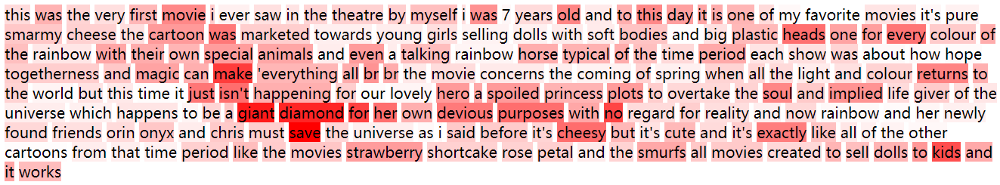 this was the very first movie i ever saw in the theatre by myself i was 7 years old and to this day it is one of my favorite movies it's pure
smarmy cheese the cartoon was marketed towards young girls selling dolls with soft bodies and big plastic heads one for every colour of
the rainbow with their own special animals and even a talking rainbow horse typical of the time period each show was about how hope
togetherness and magic can make 'everything all br br the movie concerns the coming of spring when all the light and colour returns to
the world but this time it just isn't happening for our lovely hero a spoiled princess plots to overtake the soul and implied life giver of the
universe which happens to be a giant diamond for her own devious purposes with no regard for reality and now rainbow and her newly
found friends orin onyx and chris must save the universe as i said before it's cheesy but it's cute and it's exactly like all of the other
cartoons from that time period like the movies strawberry shortcake rose petal and the smurfs all movies created to sell dolls to kids and
it works